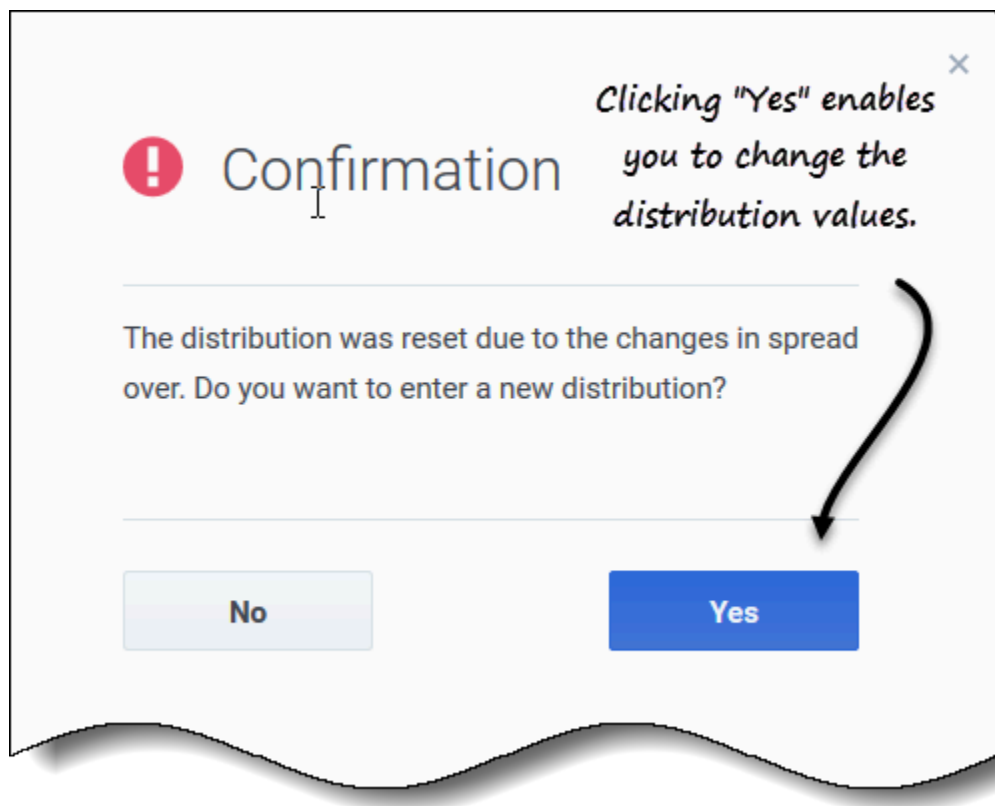 Clicking "Yes" enables
you to change the
distribution values.
Confirmation
The distribution was reset due to the changes in spread
over. Do you want to enter a new distribution?
No
Yes